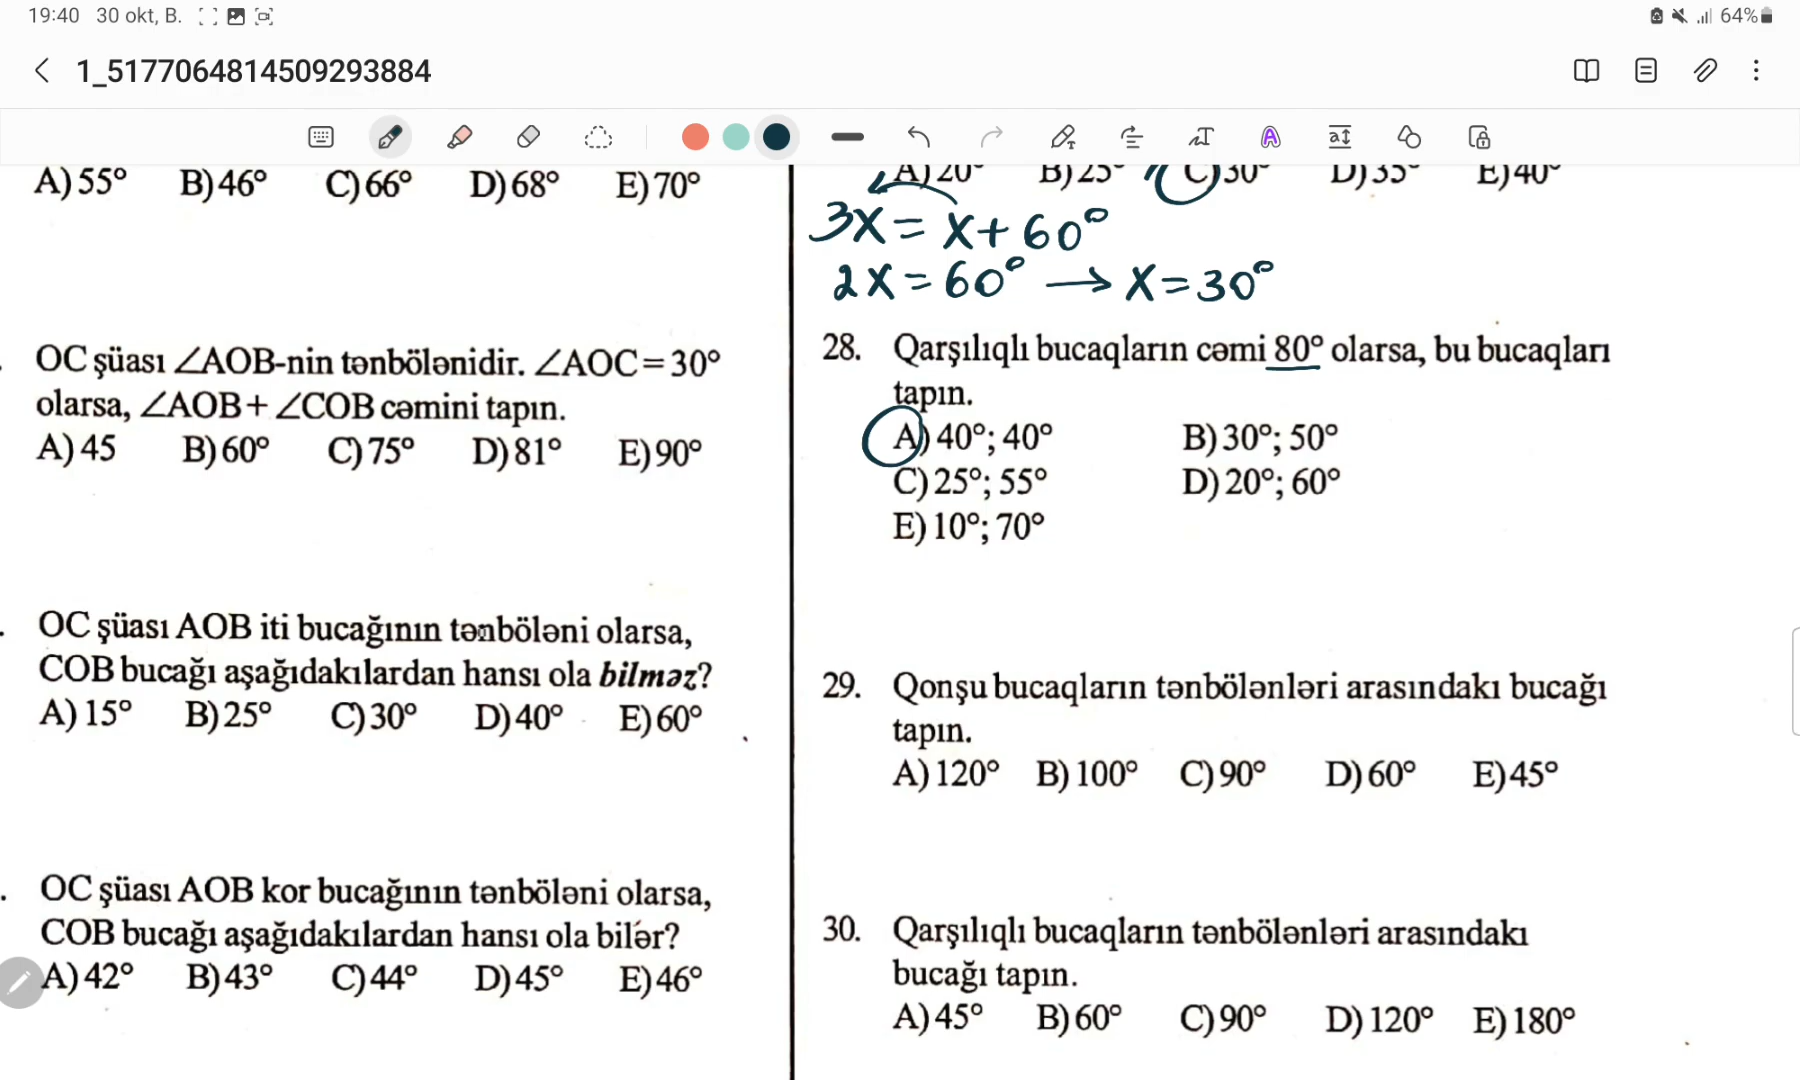 19:40 30 okt, B.
64%
1_5177064814509293884
A) 55° B) 46° C) 66° D) 68° E) 70°
OC şüası ∠AOB-nin tənbölənidir. ∠AOC = 30°
olarsa, ∠AOB + ∠COB cəmini tapın.
A) 45 B) 60° C) 75° D) 81° E) 90°
. OC şüası AOB iti bucağının tənböləni olarsa,
COB bucağı aşağıdakılardan hansı ola bilməz?
A) 15° B) 25° C) 30° D) 40° E) 60°
. OC şüası AOB kor bucağının tənböləni olarsa,
COB bucağı aşağıdakılardan hansı ola bilər?
A) 42° B) 43° C) 44° D) 45° E) 46°
A) 20° B) 25° C) 30° D) 35° E) 40°
3x = x + 60°
2x = 60° → x = 30°
28. Qarşılıqlı bucaqların cəmi 80° olarsa, bu bucaqları
tapın.
A) 40°; 40° B) 30°; 50°
C) 25°; 55° D) 20°; 60°
E) 10°; 70°
29. Qonşu bucaqların tənbölənləri arasındakı bucağı
tapın.
A) 120° B) 100° C) 90° D) 60° E) 45°
30. Qarşılıqlı bucaqların tənbölənləri arasındakı
bucağı tapın.
A) 45° B) 60° C) 90° D) 120° E) 180°